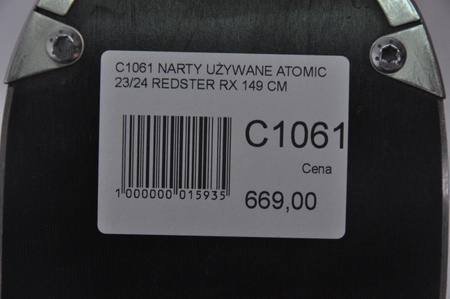 C1061 NARTY UŻYWANE ATOMIC
23/24 REDSTER RX 149 CM
C1061
Cena
1 000000 015935
669,00